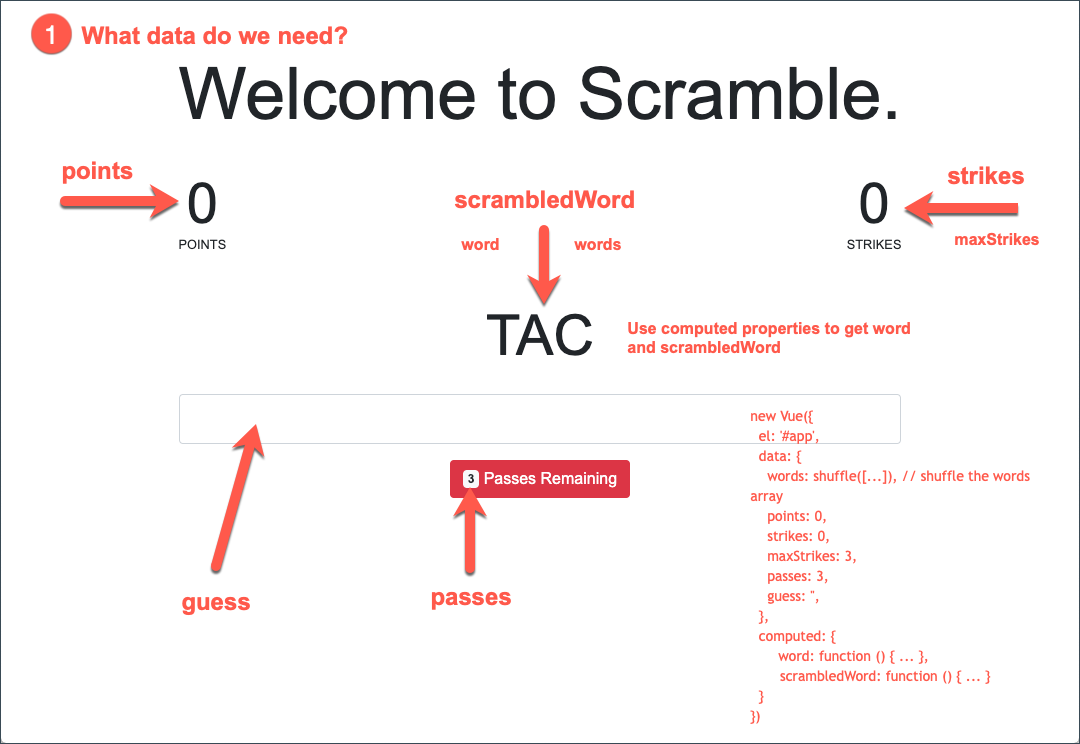 1 What data do we need?
Welcome to Scramble.
points
0
POINTS
scrambledWord
word words
strikes
0
STRIKES
maxStrikes
TAC
Use computed properties to get word
and scrambledWord
3 Passes Remaining
guess
passes
new Vue({
el: '#app',
data: {
words: shuffle([...]), // shuffle the words
array
points: 0,
strikes: 0,
maxStrikes: 3,
passes: 3,
guess: '',
},
computed: {
word: function () { ... },
scrambledWord: function () { ... }
}
})